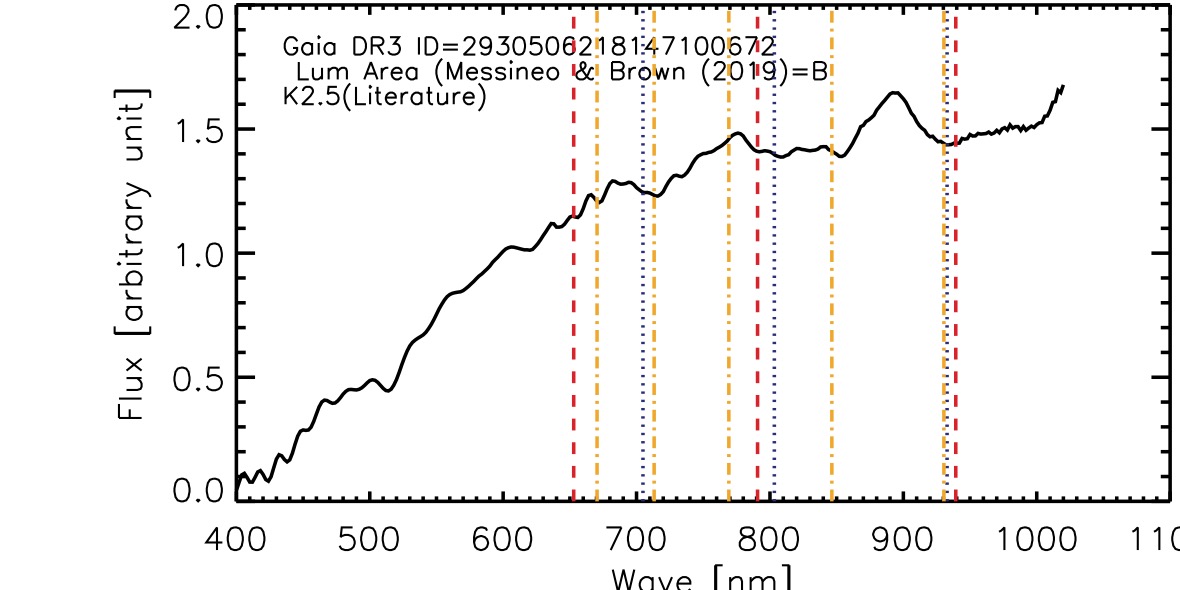 2.0
Gaia DR3 ID=2930506218147100672
Lum Area (Messineo & Brown (2019)=B
K2.5(Literature)
1.5
1.0
0.5
0.0
Flux [arbitrary unit]
400 500 600 700 800 900 1000 110
Wave [nm]